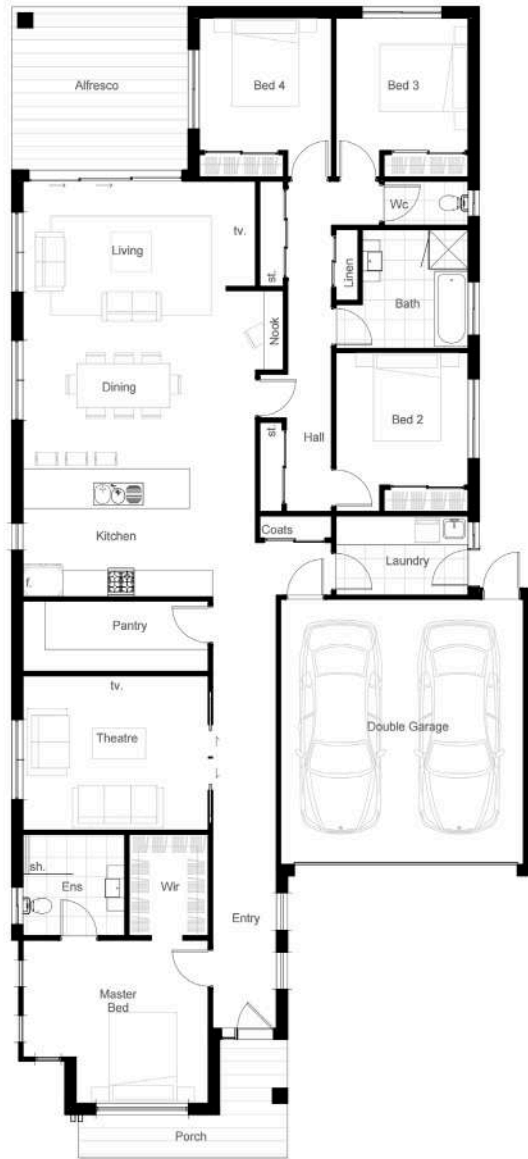 Alfresco
Bed 4
Bed 3
Wc
Living
tv.
st.
Linen
Bath
Nook
Dining
Bed 2
st.
Hall
Coats
Kitchen
Laundry
f.
Pantry
tv.
Theatre
Double Garage
sh.
Ens
Wir
Entry
Master
Bed
Porch